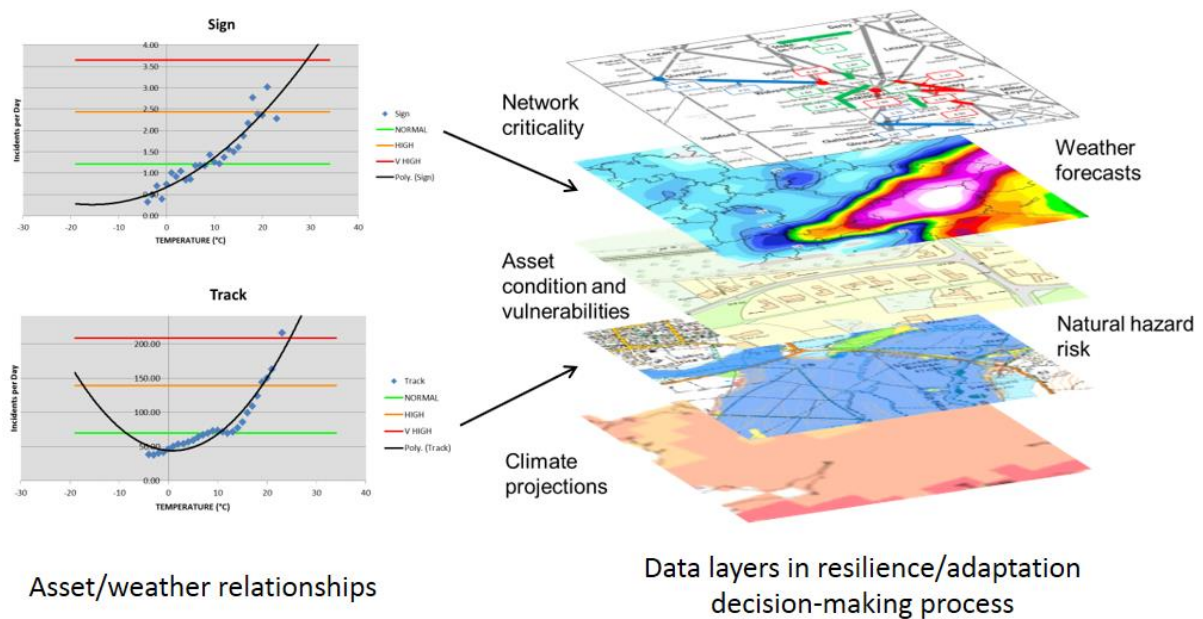 Sign
4.00
3.50
3.00
2.50
2.00
1.50
1.00
0.50
0.00
-30
-20
-10
0
10
20
30
40
Incidents per Day
TEMPERATURE (°C)
Sign
NORMAL
HIGH
V HIGH
Poly. (Sign)
Track
200.00
150.00
100.00
50.00
0.00
-30
-20
-10
0
10
20
30
40
Incidents per Day
TEMPERATURE (°C)
Track
NORMAL
HIGH
V HIGH
Poly. (Track)
Network
criticality
Weather
forecasts
Asset
condition and
vulnerabilities
Natural hazard
risk
Climate
projections
Asset/weather relationships
Data layers in resilience/adaptation
decision-making process